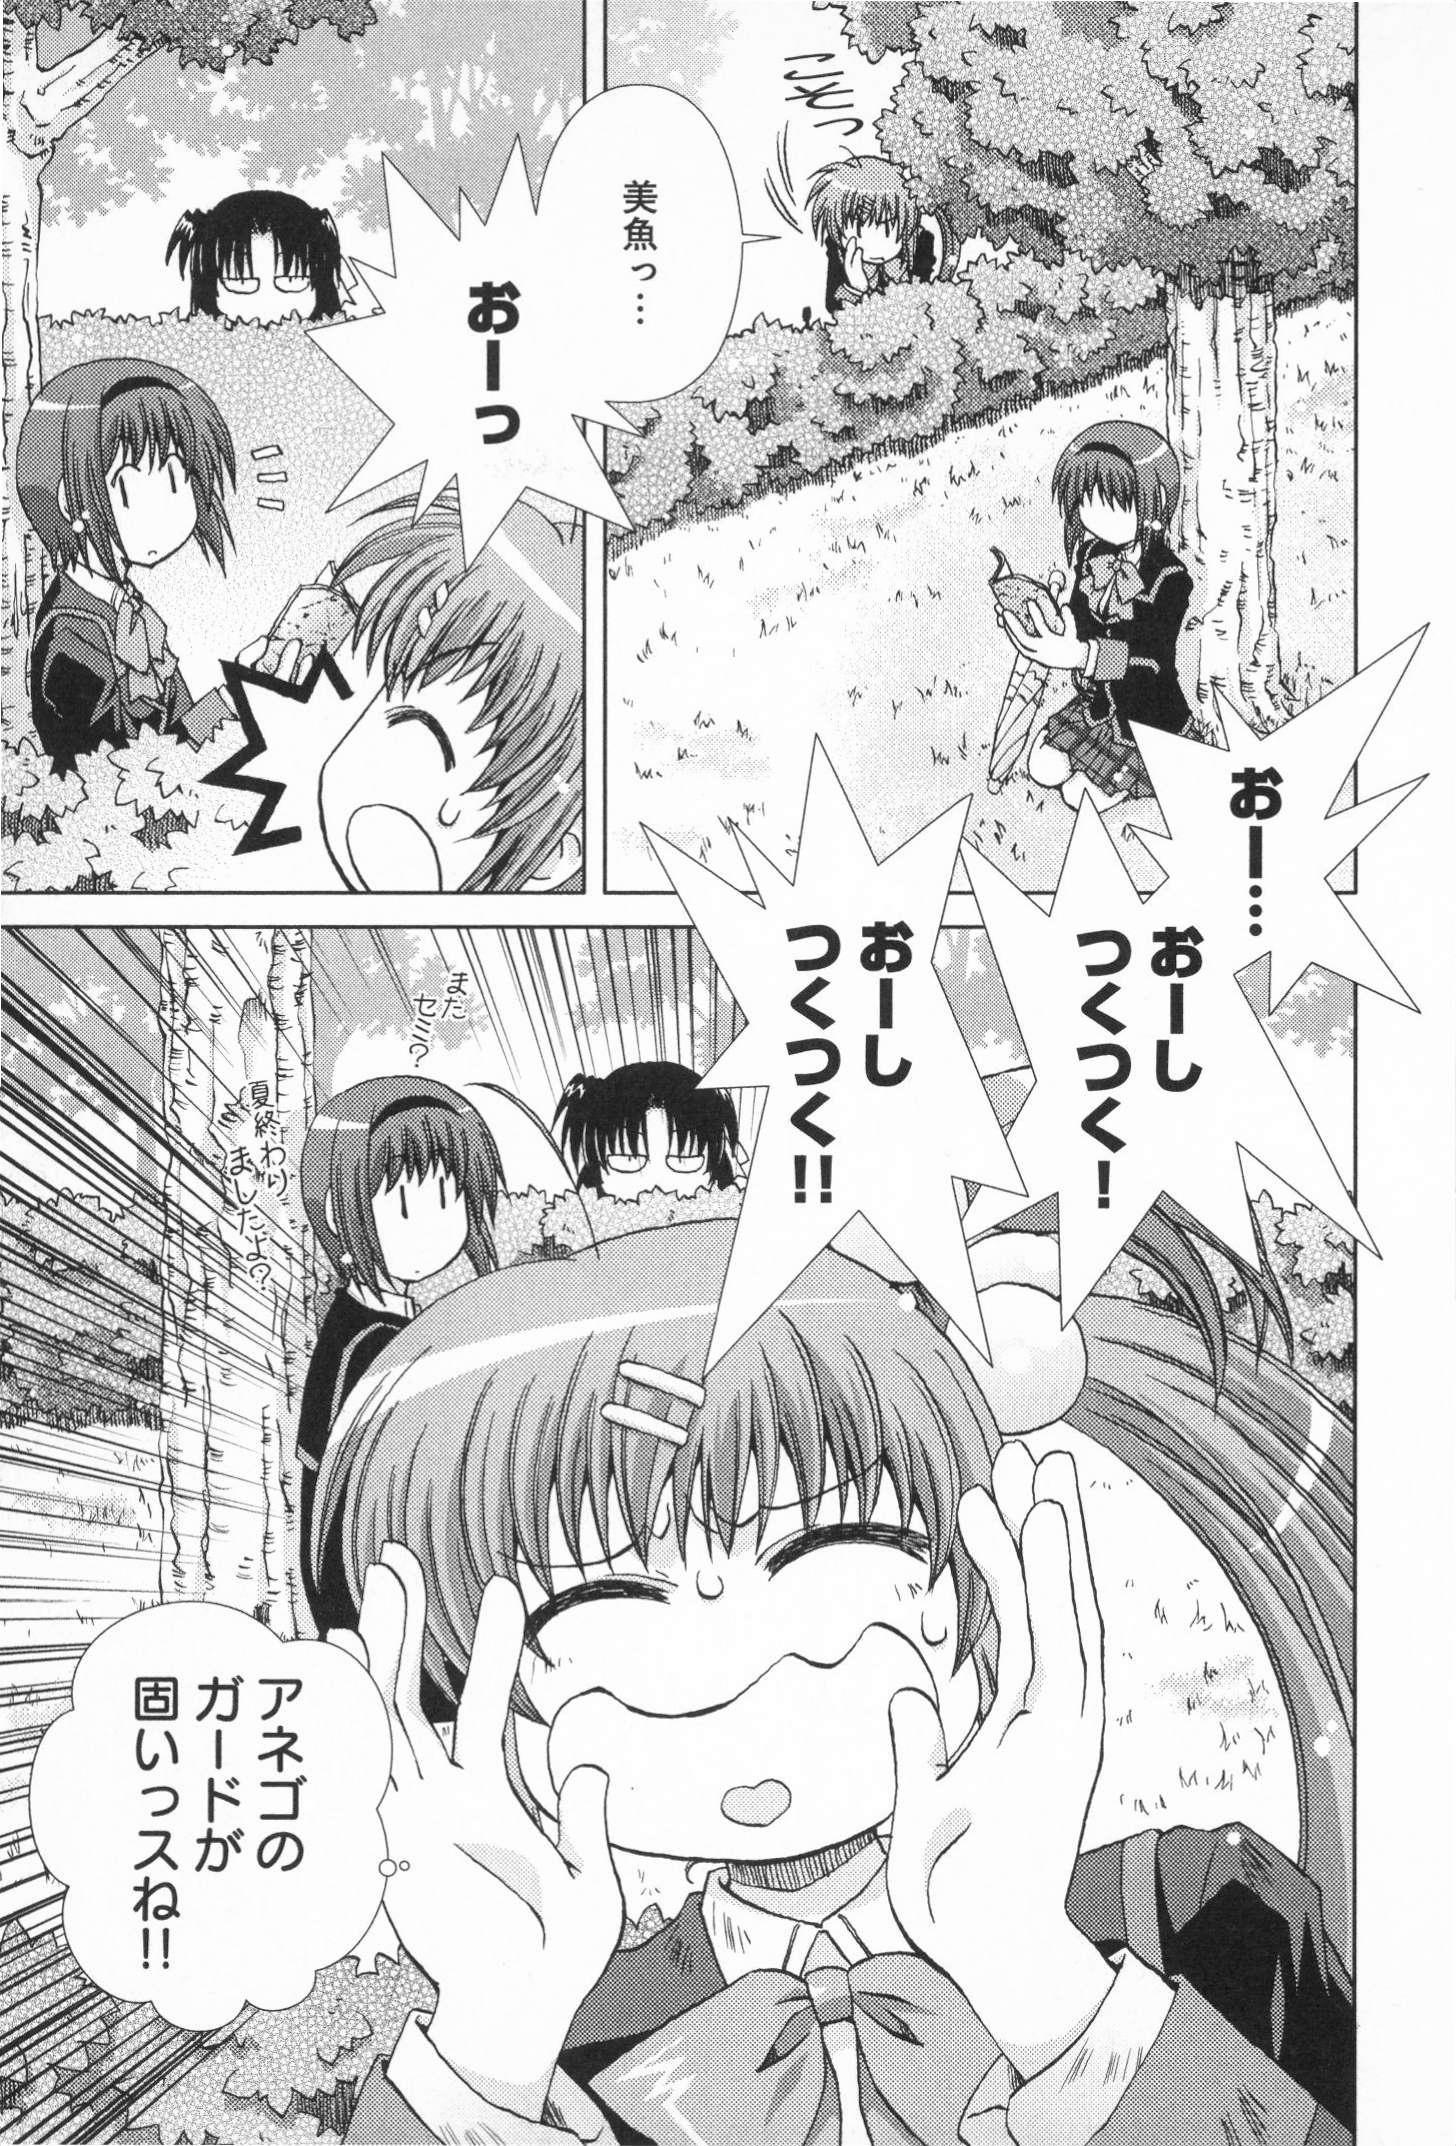 こそっ
美魚っ…
おーっ
おー…
おーし
つくつく!
おーし
つくつく!!
また
セミ?
夏終わり
ましたよ?
アネゴの
ガードが
固いっスね!!